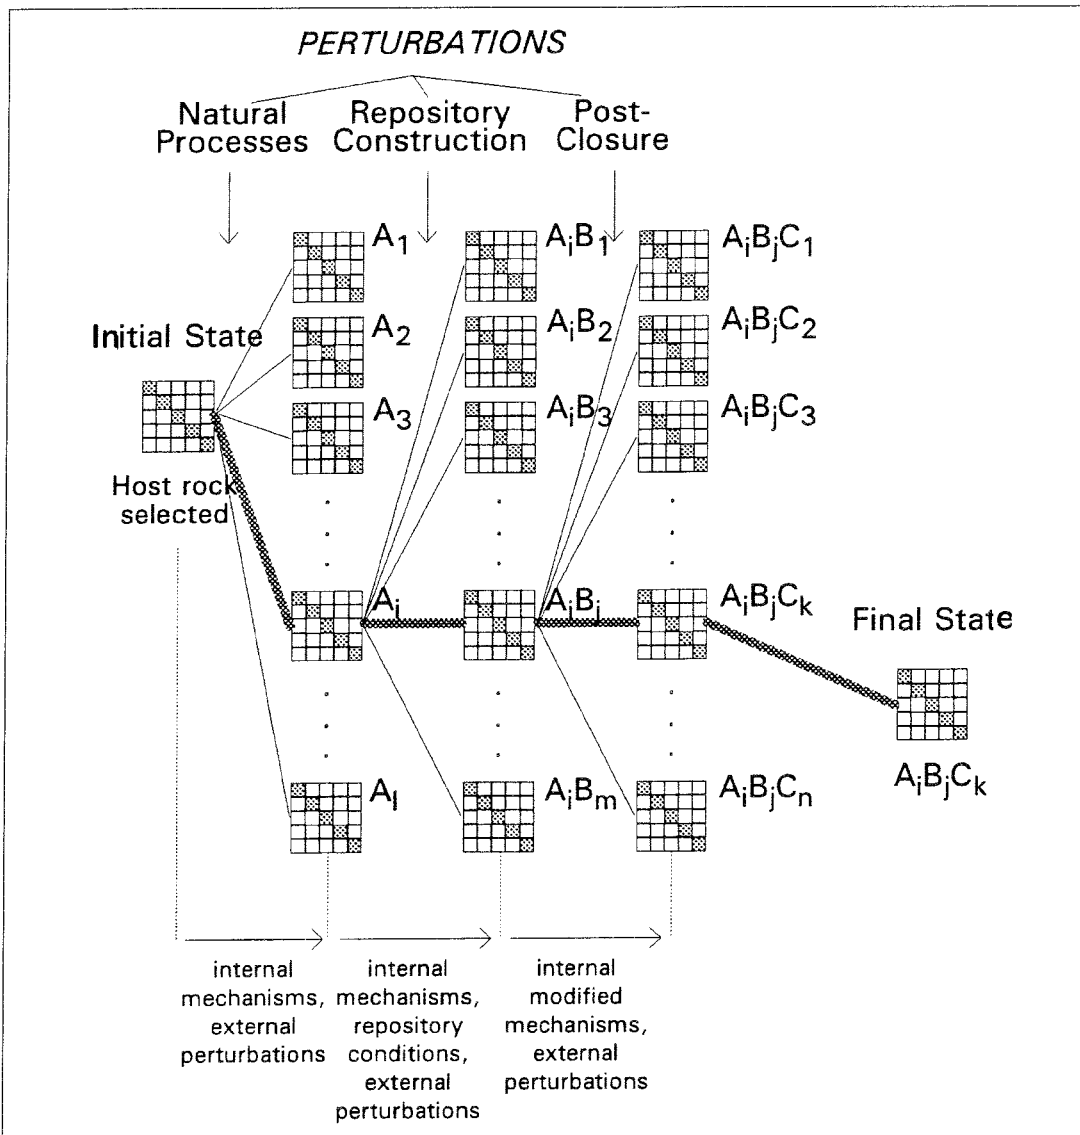 PERTURBATIONS
Natural
Processes
Repository
Construction
Post-
Closure
A₁
AᵢB₁
AᵢBⱼC₁
Initial State
A₂
AᵢB₂
AᵢBⱼC₂
A₃
AᵢB₃
AᵢBⱼC₃
Host rock
selected
Aᵢ
AᵢBⱼ
AᵢBⱼCₖ
Final State
Aₗ
AᵢBₘ
AᵢBⱼCₙ
AᵢBⱼCₖ
internal
mechanisms,
external
perturbations
internal
mechanisms,
repository
conditions,
external
perturbations
internal
modified
mechanisms,
external
perturbations